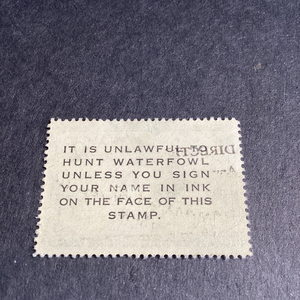 IT IS UNLAWFUL TO
HUNT WATERFOWL
UNLESS YOU SIGN
YOUR NAME IN INK
ON THE FACE OF THIS
STAMP.